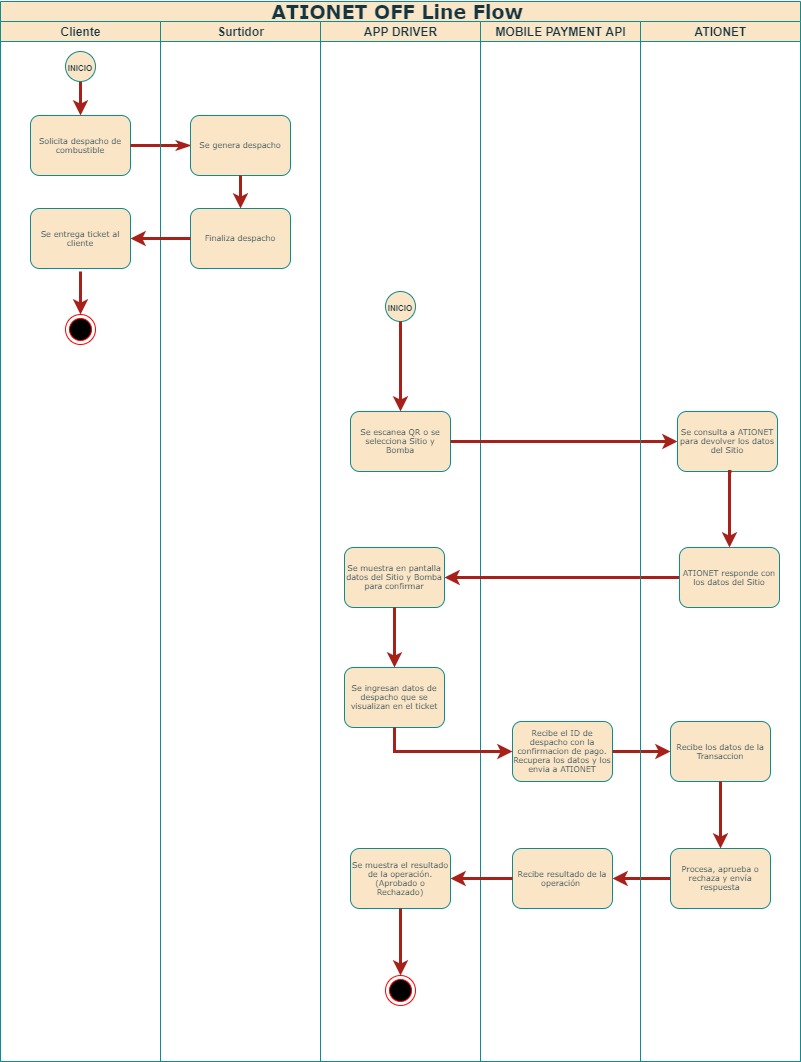 ATIONET OFF Line Flow
Cliente
Surtidor
APP DRIVER
MOBILE PAYMENT API
ATIONET
INICIO
Solicita despacho de
combustible
Se genera despacho
Se entrega ticket al
cliente
Finaliza despacho
INICIO
Se escanea QR o se
selecciona Sitio y
Bomba
Se consulta a ATIONET
para devolver los datos
del Sitio
Se muestra en pantalla
datos del Sitio y Bomba
para confirmar
ATIONET responde con
los datos del Sitio
Se ingresan datos de
despacho que se
visualizan en el ticket
Recibe el ID de
despacho con la
confirmacion de pago.
Recupera los datos y los
envia a ATIONET
Recibe los datos de la
Transaccion
Se muestra el resultado
de la operación.
(Aprobado o
Rechazado)
Recibe resultado de la
operación
Procesa, aprueba o
rechaza y envía
respuesta